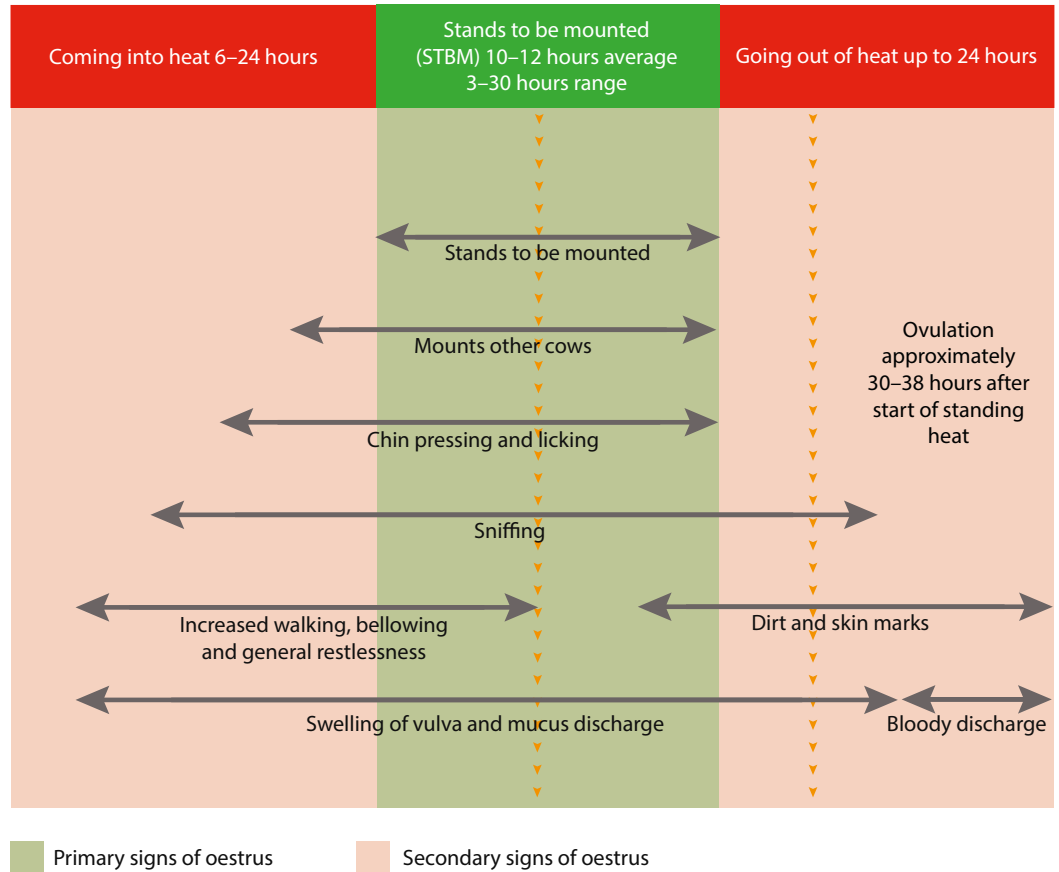 Coming into heat 6–24 hours
Stands to be mounted
(STBM) 10–12 hours average
3–30 hours range
Going out of heat up to 24 hours
Stands to be mounted
Mounts other cows
Ovulation
approximately
30–38 hours after
start of standing
heat
Chin pressing and licking
Sniffing
Increased walking, bellowing
and general restlessness
Dirt and skin marks
Swelling of vulva and mucus discharge
Bloody discharge
Primary signs of oestrus
Secondary signs of oestrus